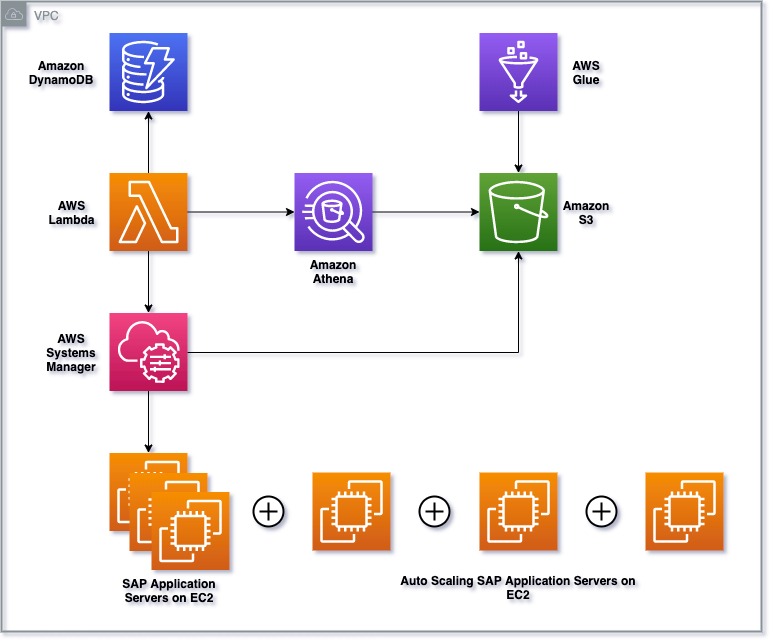 VPC
Amazon
DynamoDB
AWS
Glue
AWS
Lambda
Amazon
S3
Amazon
Athena
AWS
Systems
Manager
SAP Application
Servers on EC2
Auto Scaling SAP Application Servers on
EC2